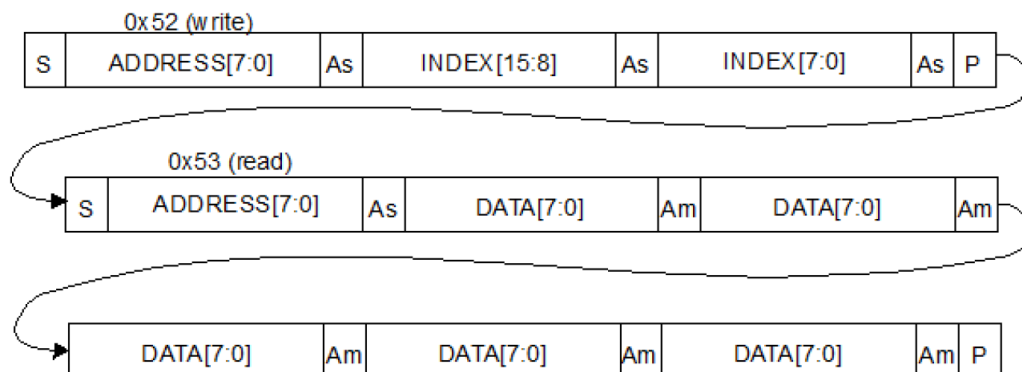 0x52 (write)
S ADDRESS[7:0] As INDEX[15:8] As INDEX[7:0] As P
0x53 (read)
S ADDRESS[7:0] As DATA[7:0] Am DATA[7:0] Am
DATA[7:0] Am DATA[7:0] Am DATA[7:0] Am P